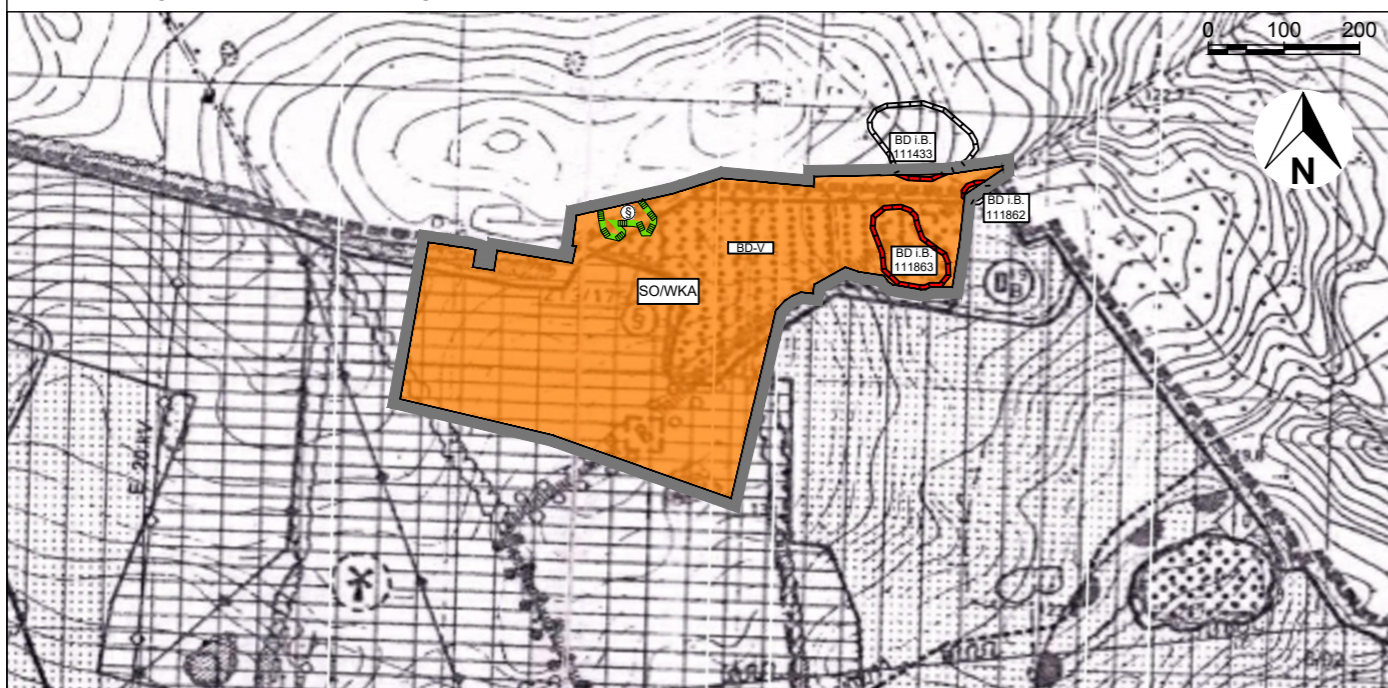 0 100 200
N
BD i.B.
111433
BD i.B.
111862
§
BD-V
BD i.B.
111863
SO/WKA
§
E 20 kV